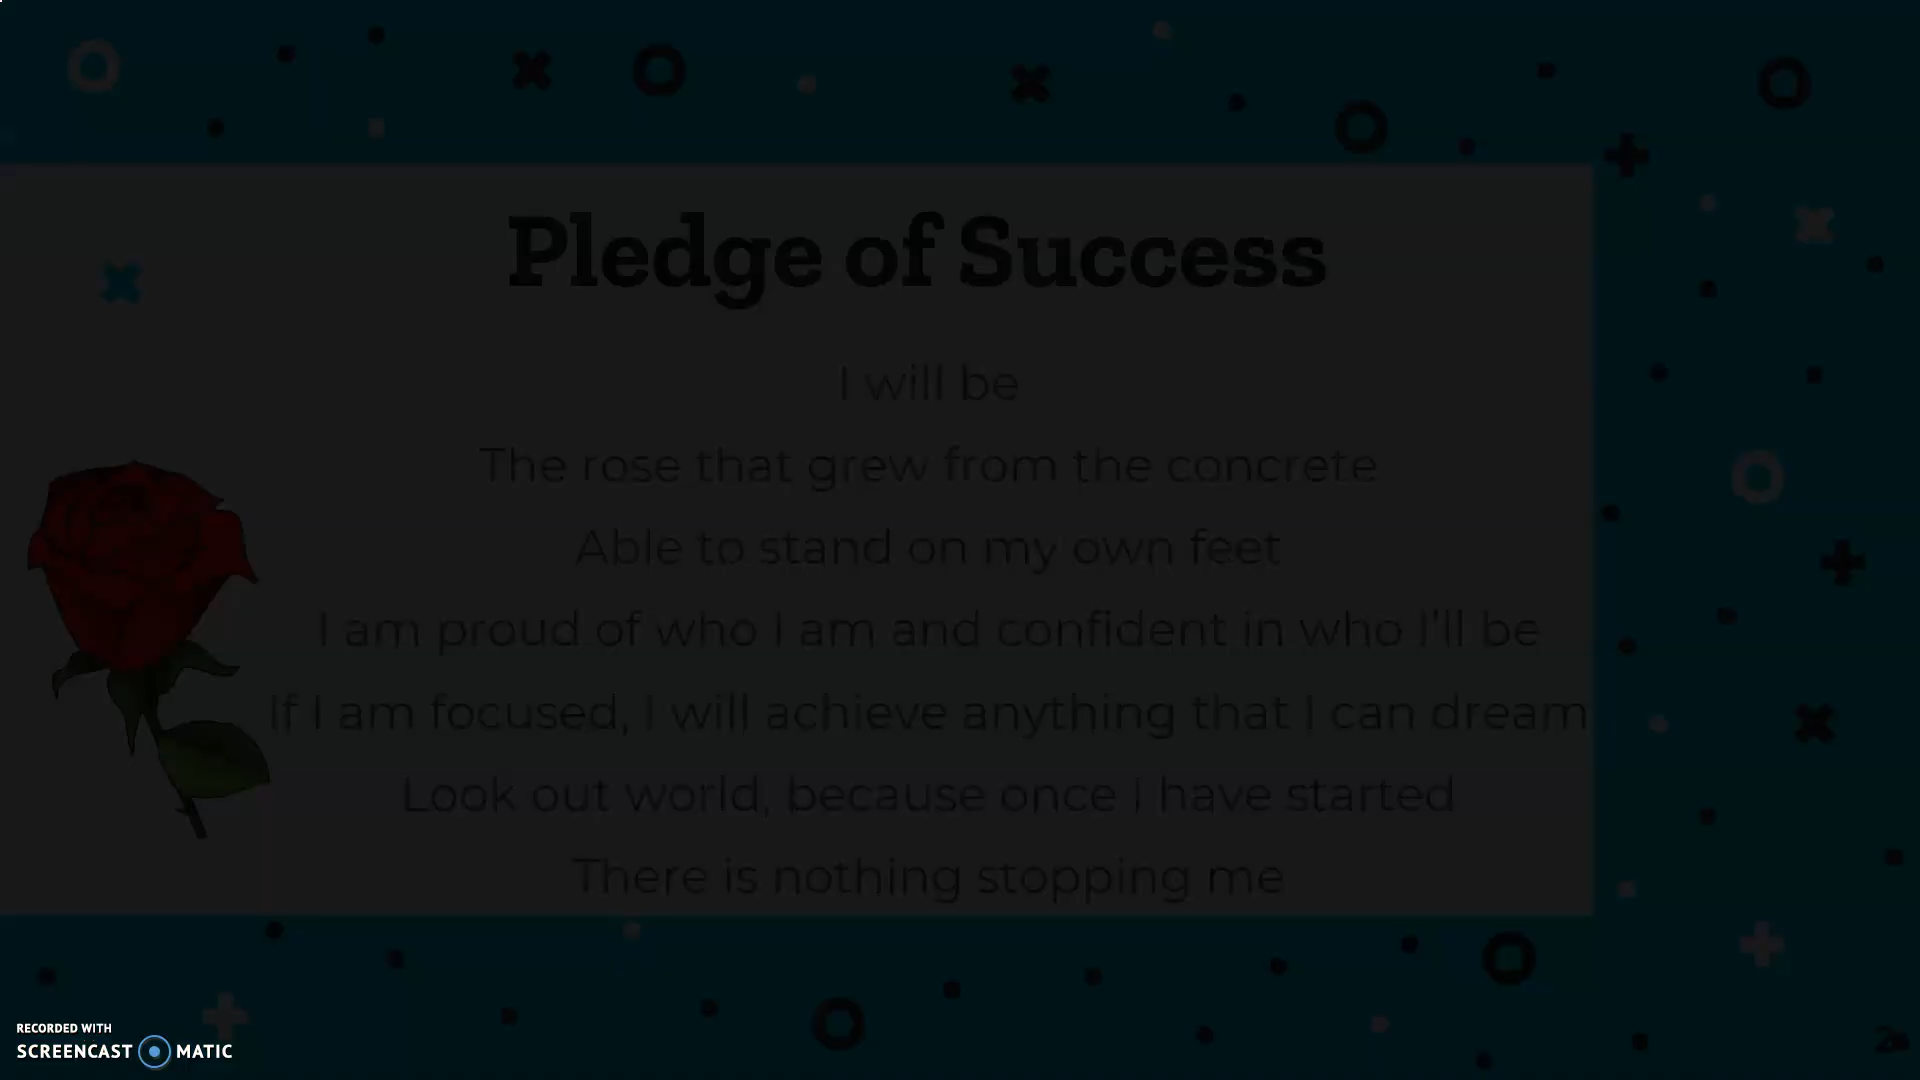 Pledge of Success
I will be
The rose that grew from the concrete
Able to stand on my own feet
I am proud of who I am and confident in who I'll be
If I am focused, I will achieve anything that I can dream
Look out world, because once I have started
There is nothing stopping me
RECORDED WITH
SCREENCAST MATIC